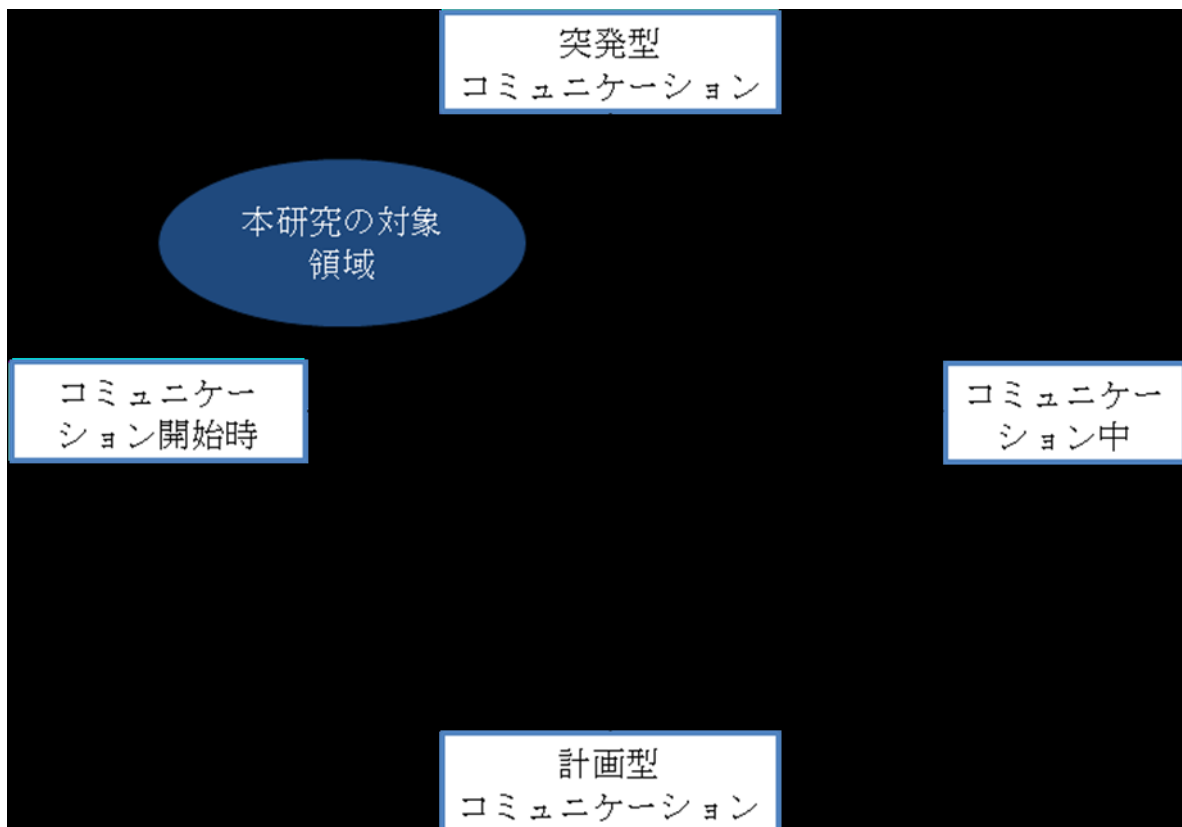 突発型
コミュニケーション
本研究の対象
領域
コミュニケー
ション開始時
コミュニケー
ション中
計画型
コミュニケーション